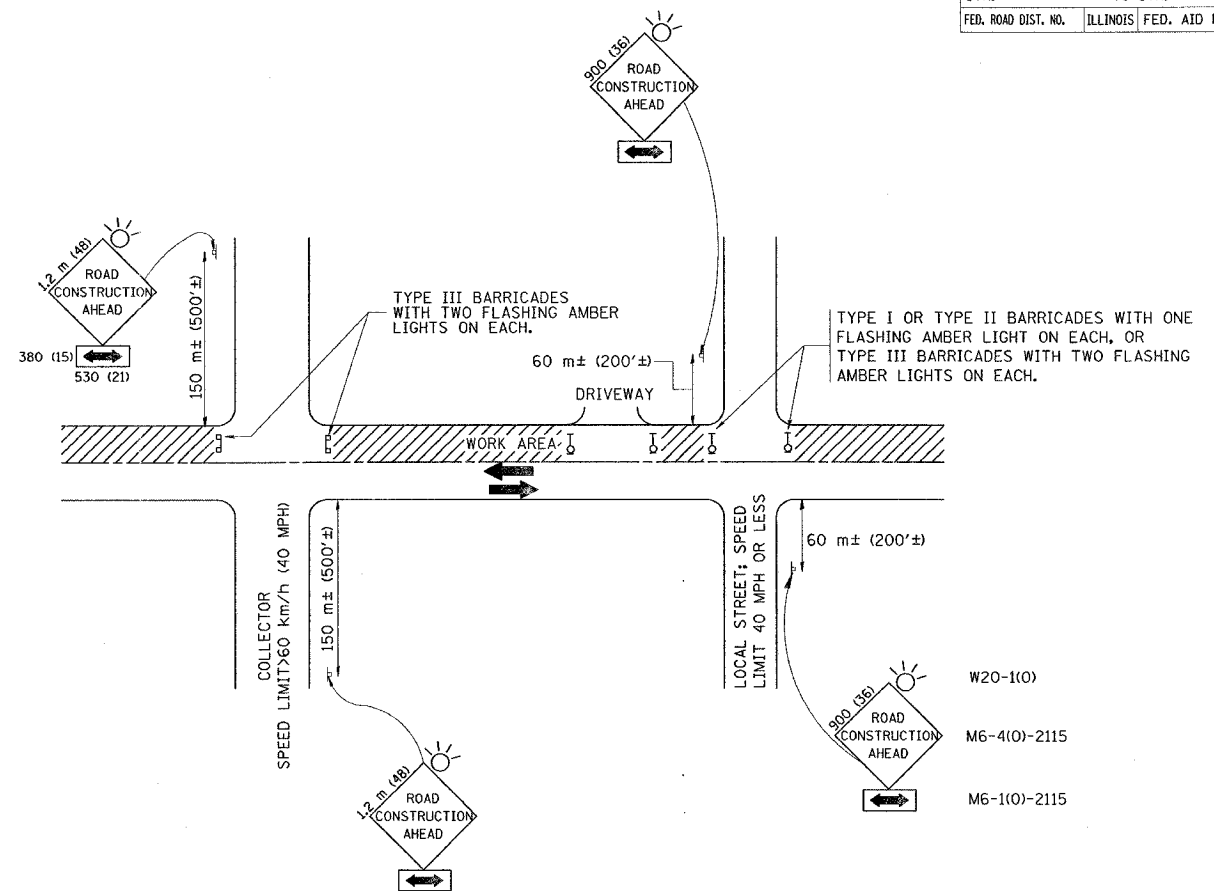 FED. ROAD DIST. NO. ILLINOIS FED. AID
900 (36)
ROAD
CONSTRUCTION
AHEAD
1.2 m (48)
ROAD
CONSTRUCTION
AHEAD
380 (15)
530 (21)
150 m± (500'±)
TYPE III BARRICADES
WITH TWO FLASHING AMBER
LIGHTS ON EACH.
60 m± (200'±)
DRIVEWAY
TYPE I OR TYPE II BARRICADES WITH ONE
FLASHING AMBER LIGHT ON EACH, OR
TYPE III BARRICADES WITH TWO FLASHING
AMBER LIGHTS ON EACH.
WORK AREA
COLLECTOR
SPEED LIMIT>60 km/h (40 MPH)
150 m± (500'±)
LOCAL STREET; SPEED
LIMIT 40 MPH OR LESS
60 m± (200'±)
1.2 m (48)
ROAD
CONSTRUCTION
AHEAD
900 (36)
ROAD
CONSTRUCTION
AHEAD
W20-1(O)
M6-4(O)-2115
M6-1(O)-2115